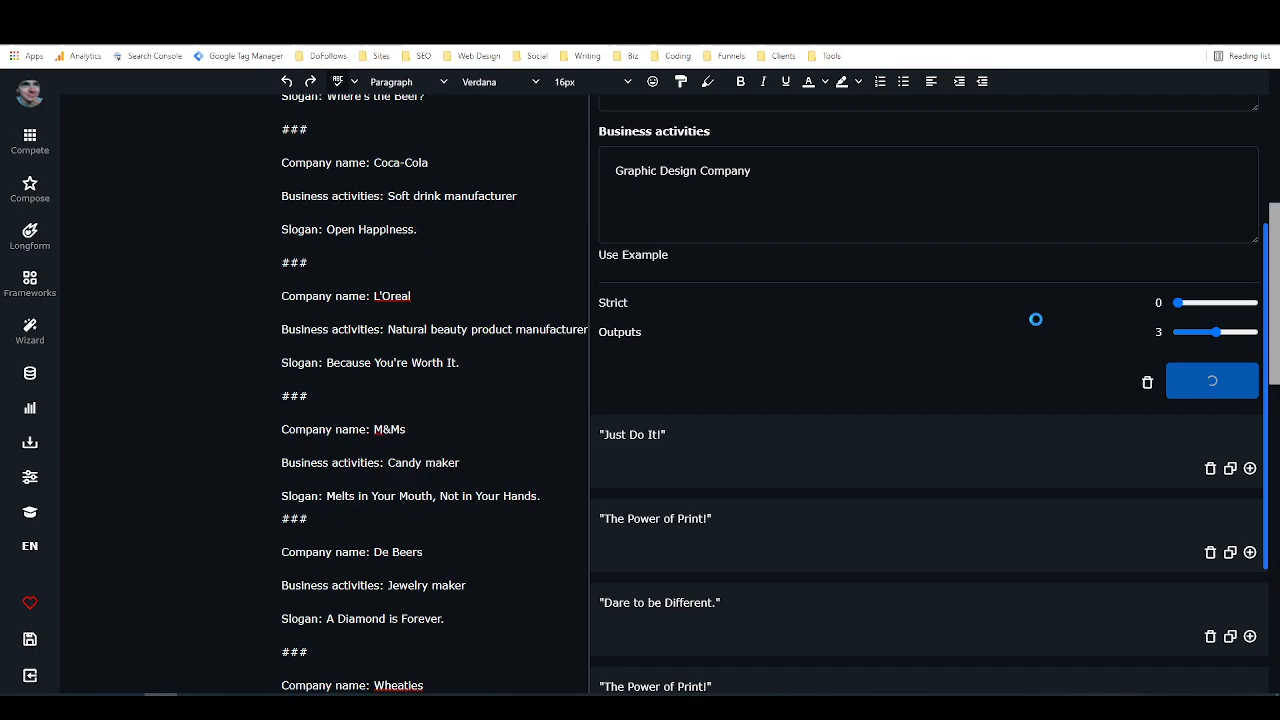 Apps Analytics Search Console Google Tag Manager DoFollows Sites SEO Web Design Social Writing Biz Coding Funnels Clients Tools Reading list
ABC Paragraph Verdana 16px B I U A
Compete
Compose
Longform
Frameworks
Wizard
EN
Slogan: Where's the Beef?
###
Company name: Coca-Cola
Business activities: Soft drink manufacturer
Slogan: Open Happiness.
###
Company name: L'Oreal
Business activities: Natural beauty product manufacturer
Slogan: Because You're Worth It.
###
Company name: M&Ms
Business activities: Candy maker
Slogan: Melts in Your Mouth, Not in Your Hands.
###
Company name: De Beers
Business activities: Jewelry maker
Slogan: A Diamond is Forever.
###
Company name: Wheaties
Business activities
Graphic Design Company
Use Example
Strict 0
Outputs 3
"Just Do It!"
"The Power of Print!"
"Dare to be Different."
"The Power of Print!"